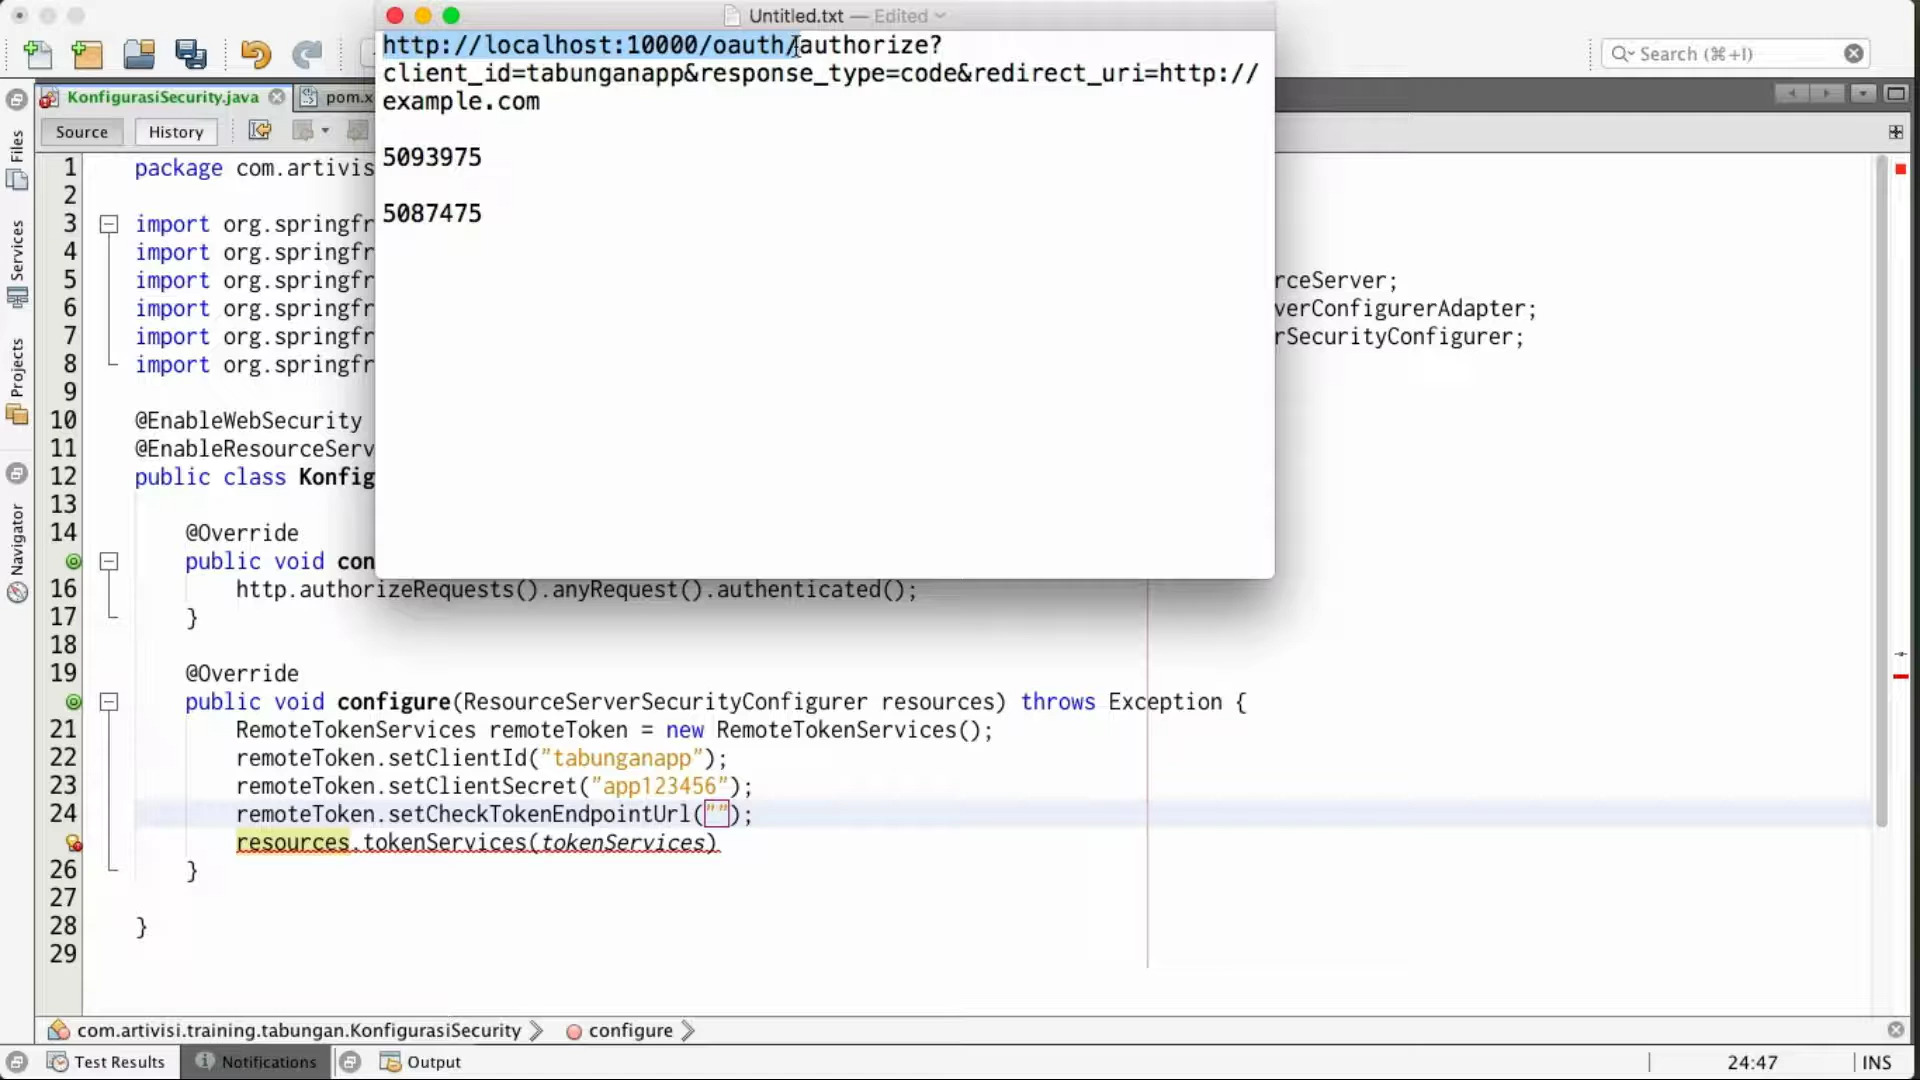 Untitled.txt — Edited
http://localhost:10000/oauth/authorize?
client_id=tabunganapp&response_type=code&redirect_uri=http://
example.com
5093975
5087475
Search (⌘+I)
KonfigurasiSecurity.java
pom.x
Source
History
Files
Services
Projects
Navigator
1 package com.artivis
2
3 import org.springfr
4 import org.springfr
5 import org.springfr rceServer;
6 import org.springfr verConfigurerAdapter;
7 import org.springfr rSecurityConfigurer;
8 import org.springfr
9
10 @EnableWebSecurity
11 @EnableResourceServ
12 public class Konfig
13
14 @Override
public void con
16 http.authorizeRequests().anyRequest().authenticated();
17 }
18
19 @Override
public void configure(ResourceServerSecurityConfigurer resources) throws Exception {
21 RemoteTokenServices remoteToken = new RemoteTokenServices();
22 remoteToken.setClientId("tabunganapp");
23 remoteToken.setClientSecret("app123456");
24 remoteToken.setCheckTokenEndpointUrl("");
resources.tokenServices(tokenServices)
26 }
27
28 }
29
com.artivisi.training.tabungan.KonfigurasiSecurity
configure
Test Results
Notifications
Output
24:47
INS